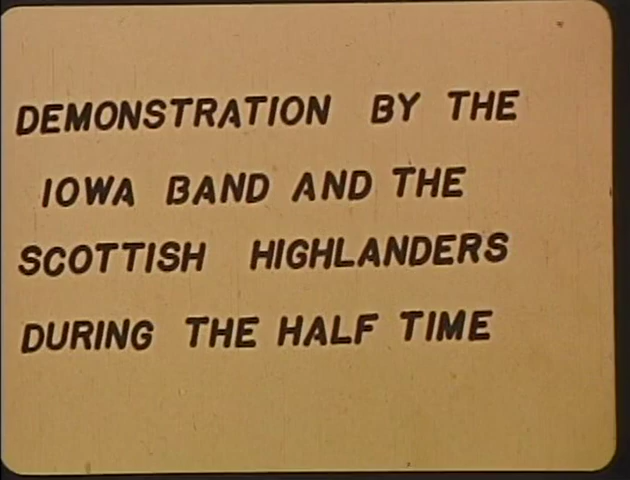 DEMONSTRATION BY THE
IOWA BAND AND THE
SCOTTISH HIGHLANDERS
DURING THE HALF TIME